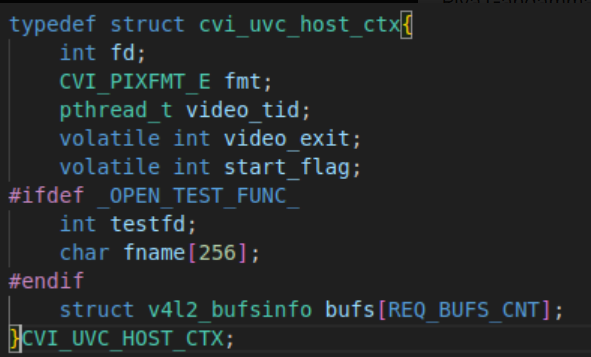 typedef struct cvi_uvc_host_ctx{
    int fd;
    CVI_PIXFMT_E fmt;
    pthread_t video_tid;
    volatile int video_exit;
    volatile int start_flag;
#ifdef _OPEN_TEST_FUNC_
    int testfd;
    char fname[256];
#endif
    struct v4l2_bufsinfo bufs[REQ_BUFS_CNT];
}CVI_UVC_HOST_CTX;